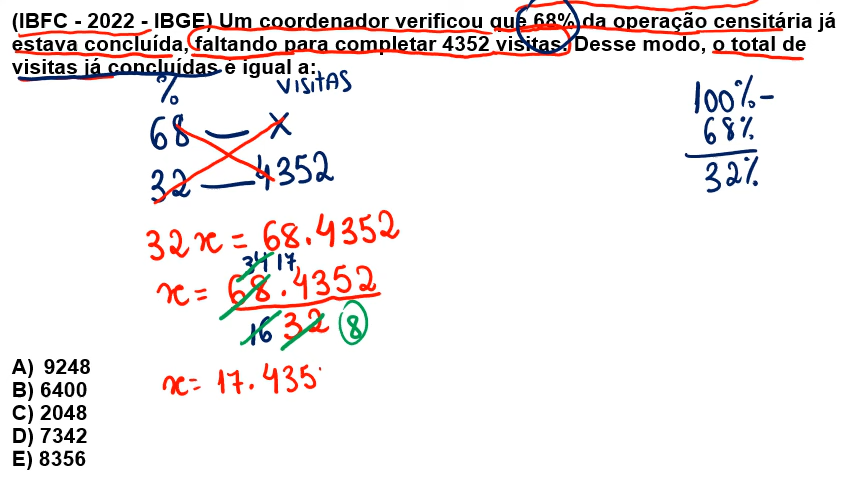 (IBFC - 2022 - IBGE) Um coordenador verificou que 68% da operação censitária já
estava concluída, faltando para completar 4352 visitas. Desse modo, o total de
visitas já concluídas é igual a:
% VISITAS
68 — X
32 — 4352
100% -
68%
32%
32x = 68.4352
34 17
x = 68.4352
16 32 8
x = 17.435
A) 9248
B) 6400
C) 2048
D) 7342
E) 8356